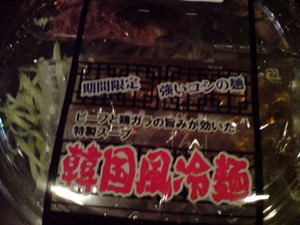 期間限定 強いコシの麺
ビーフと鶏ガラの旨みが効いた
特製スープ
韓国風冷麺